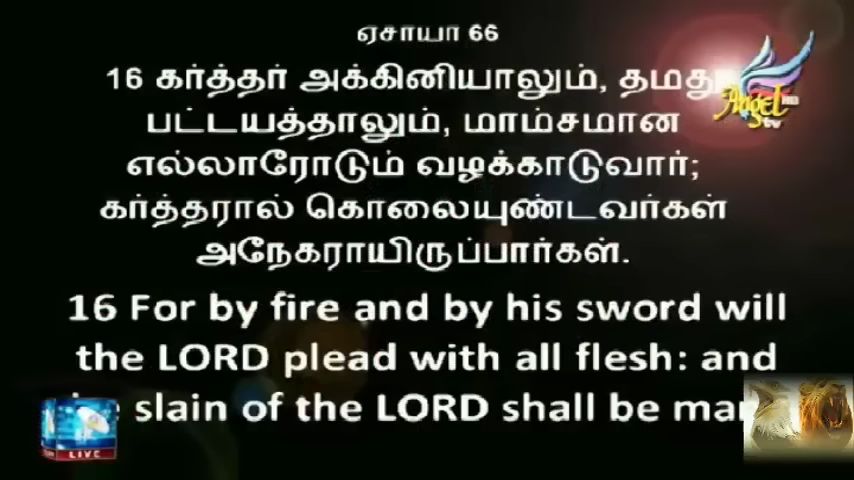 ஏசாயா 66
16 கர்த்தர் அக்கினியாலும், தமது
பட்டயத்தாலும், மாம்சமான
எல்லாரோடும் வழக்காடுவார்;
கர்த்தரால் கொலையுண்டவர்கள்
அநேகராயிருப்பார்கள்.
16 For by fire and by his sword will
the LORD plead with all flesh: and
slain of the LORD shall be
Angel
HD
tv
LIVE